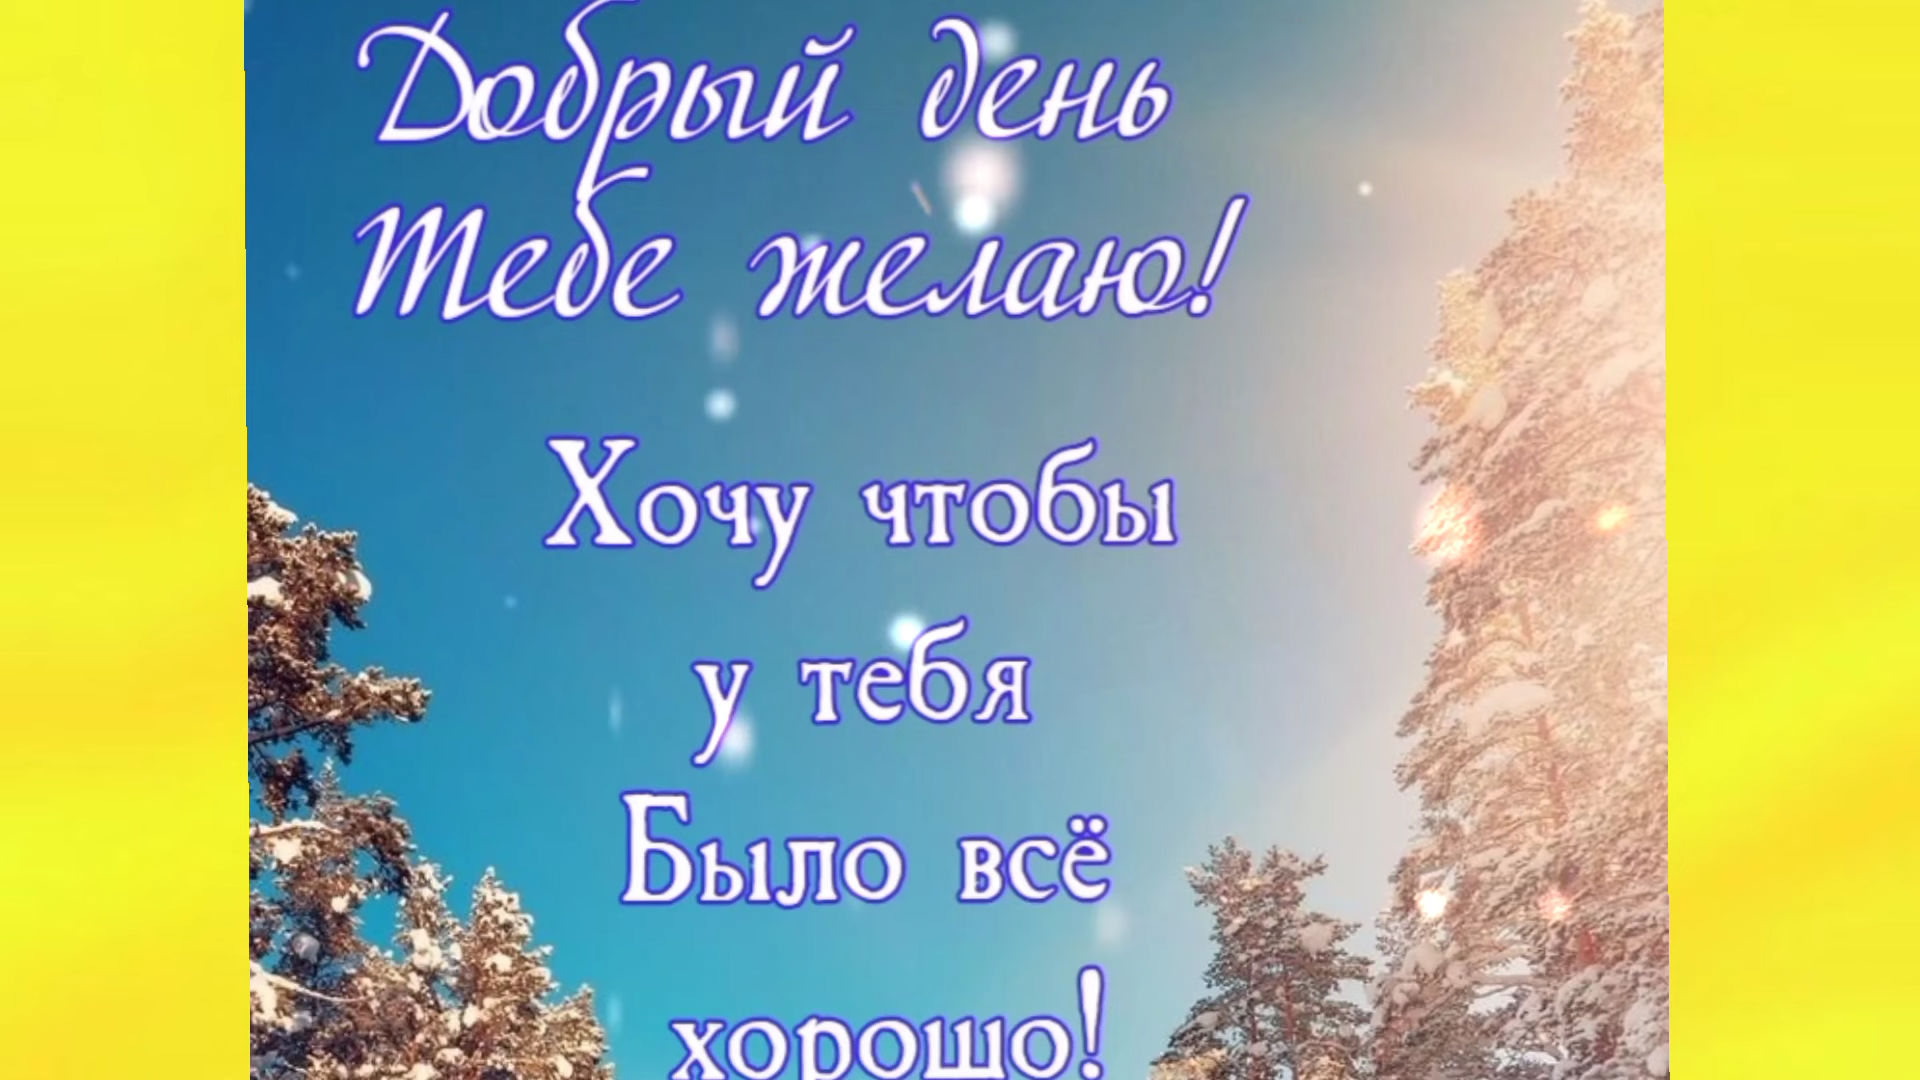 Добрый день
Тебе желаю!
Хочу чтобы
у тебя
Было всё
хорошо!